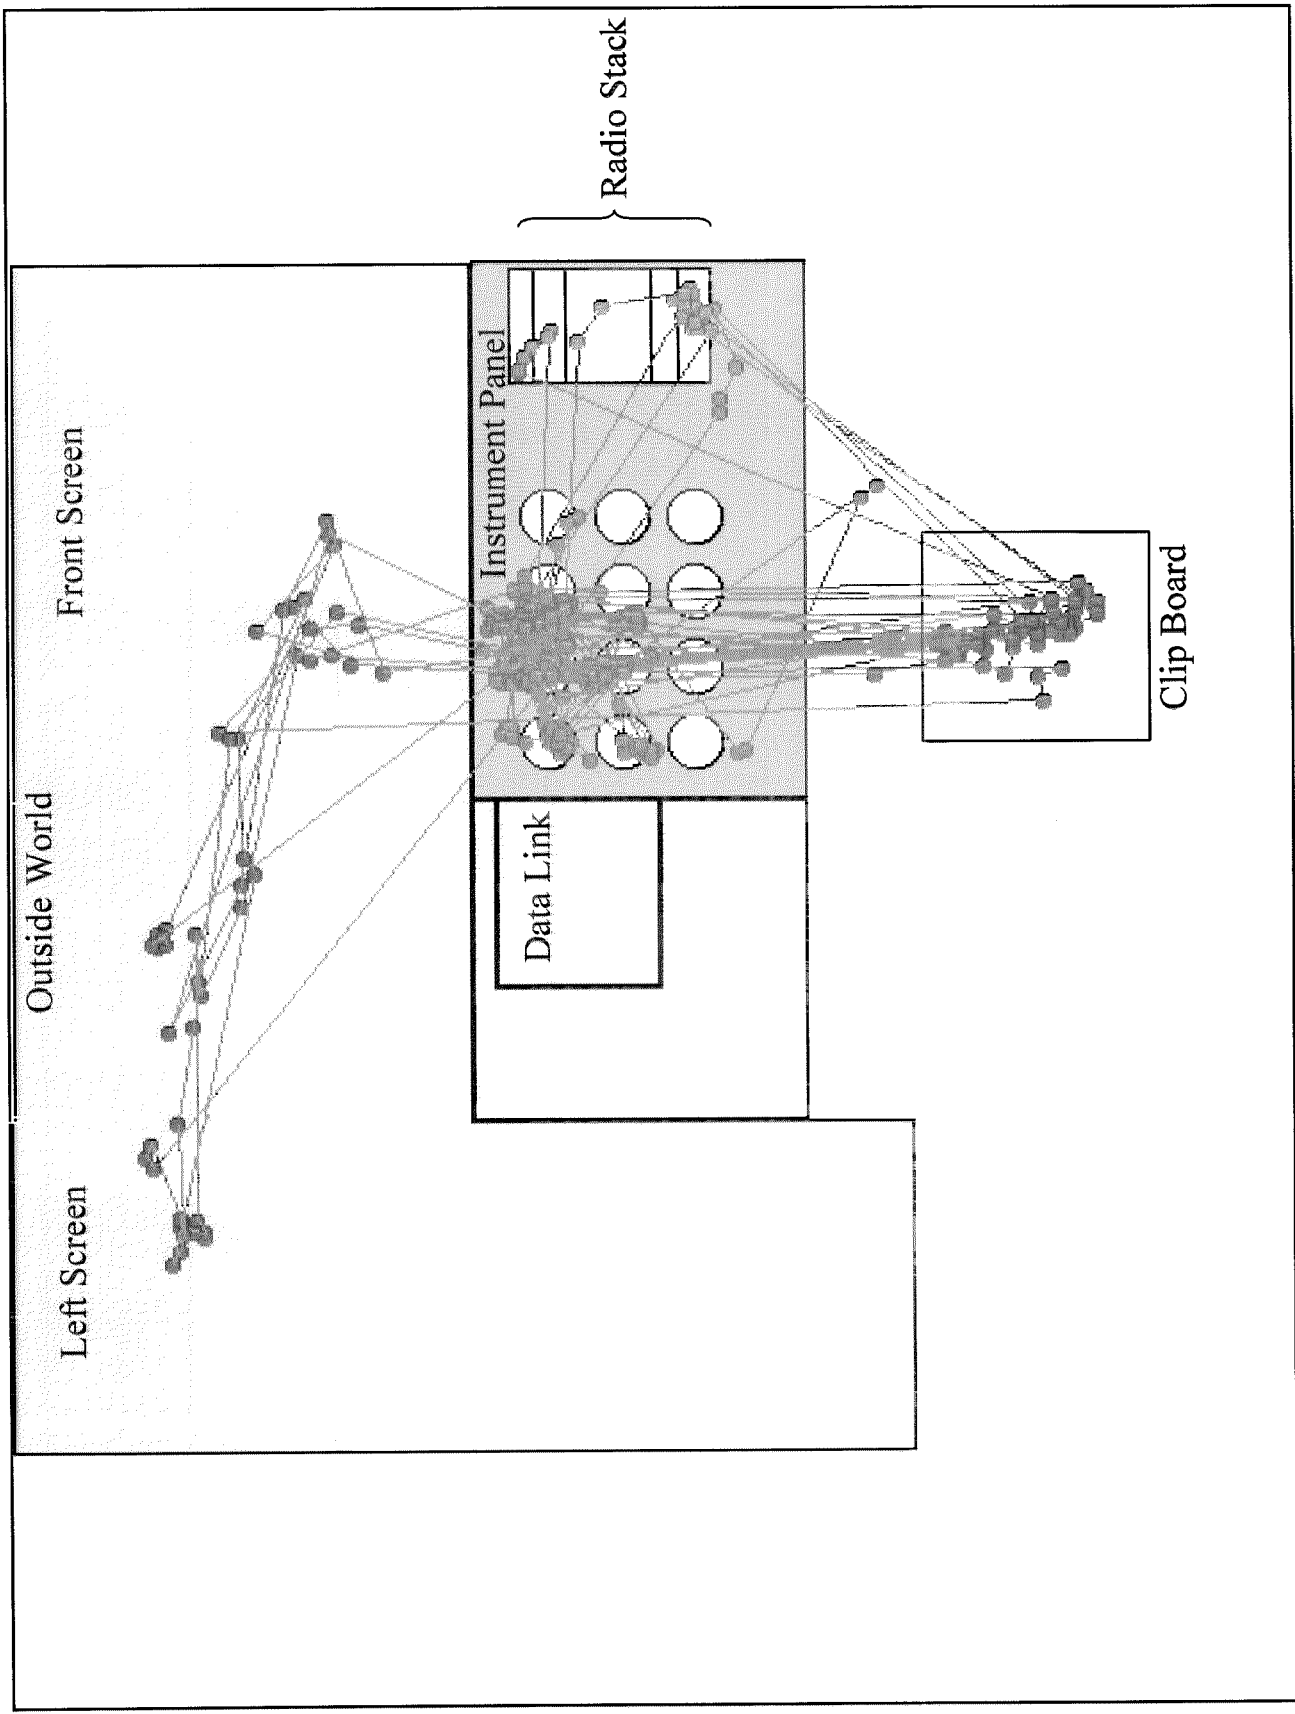 Outside World
Left Screen
Front Screen
Data Link
Instrument Panel
Radio Stack
Clip Board